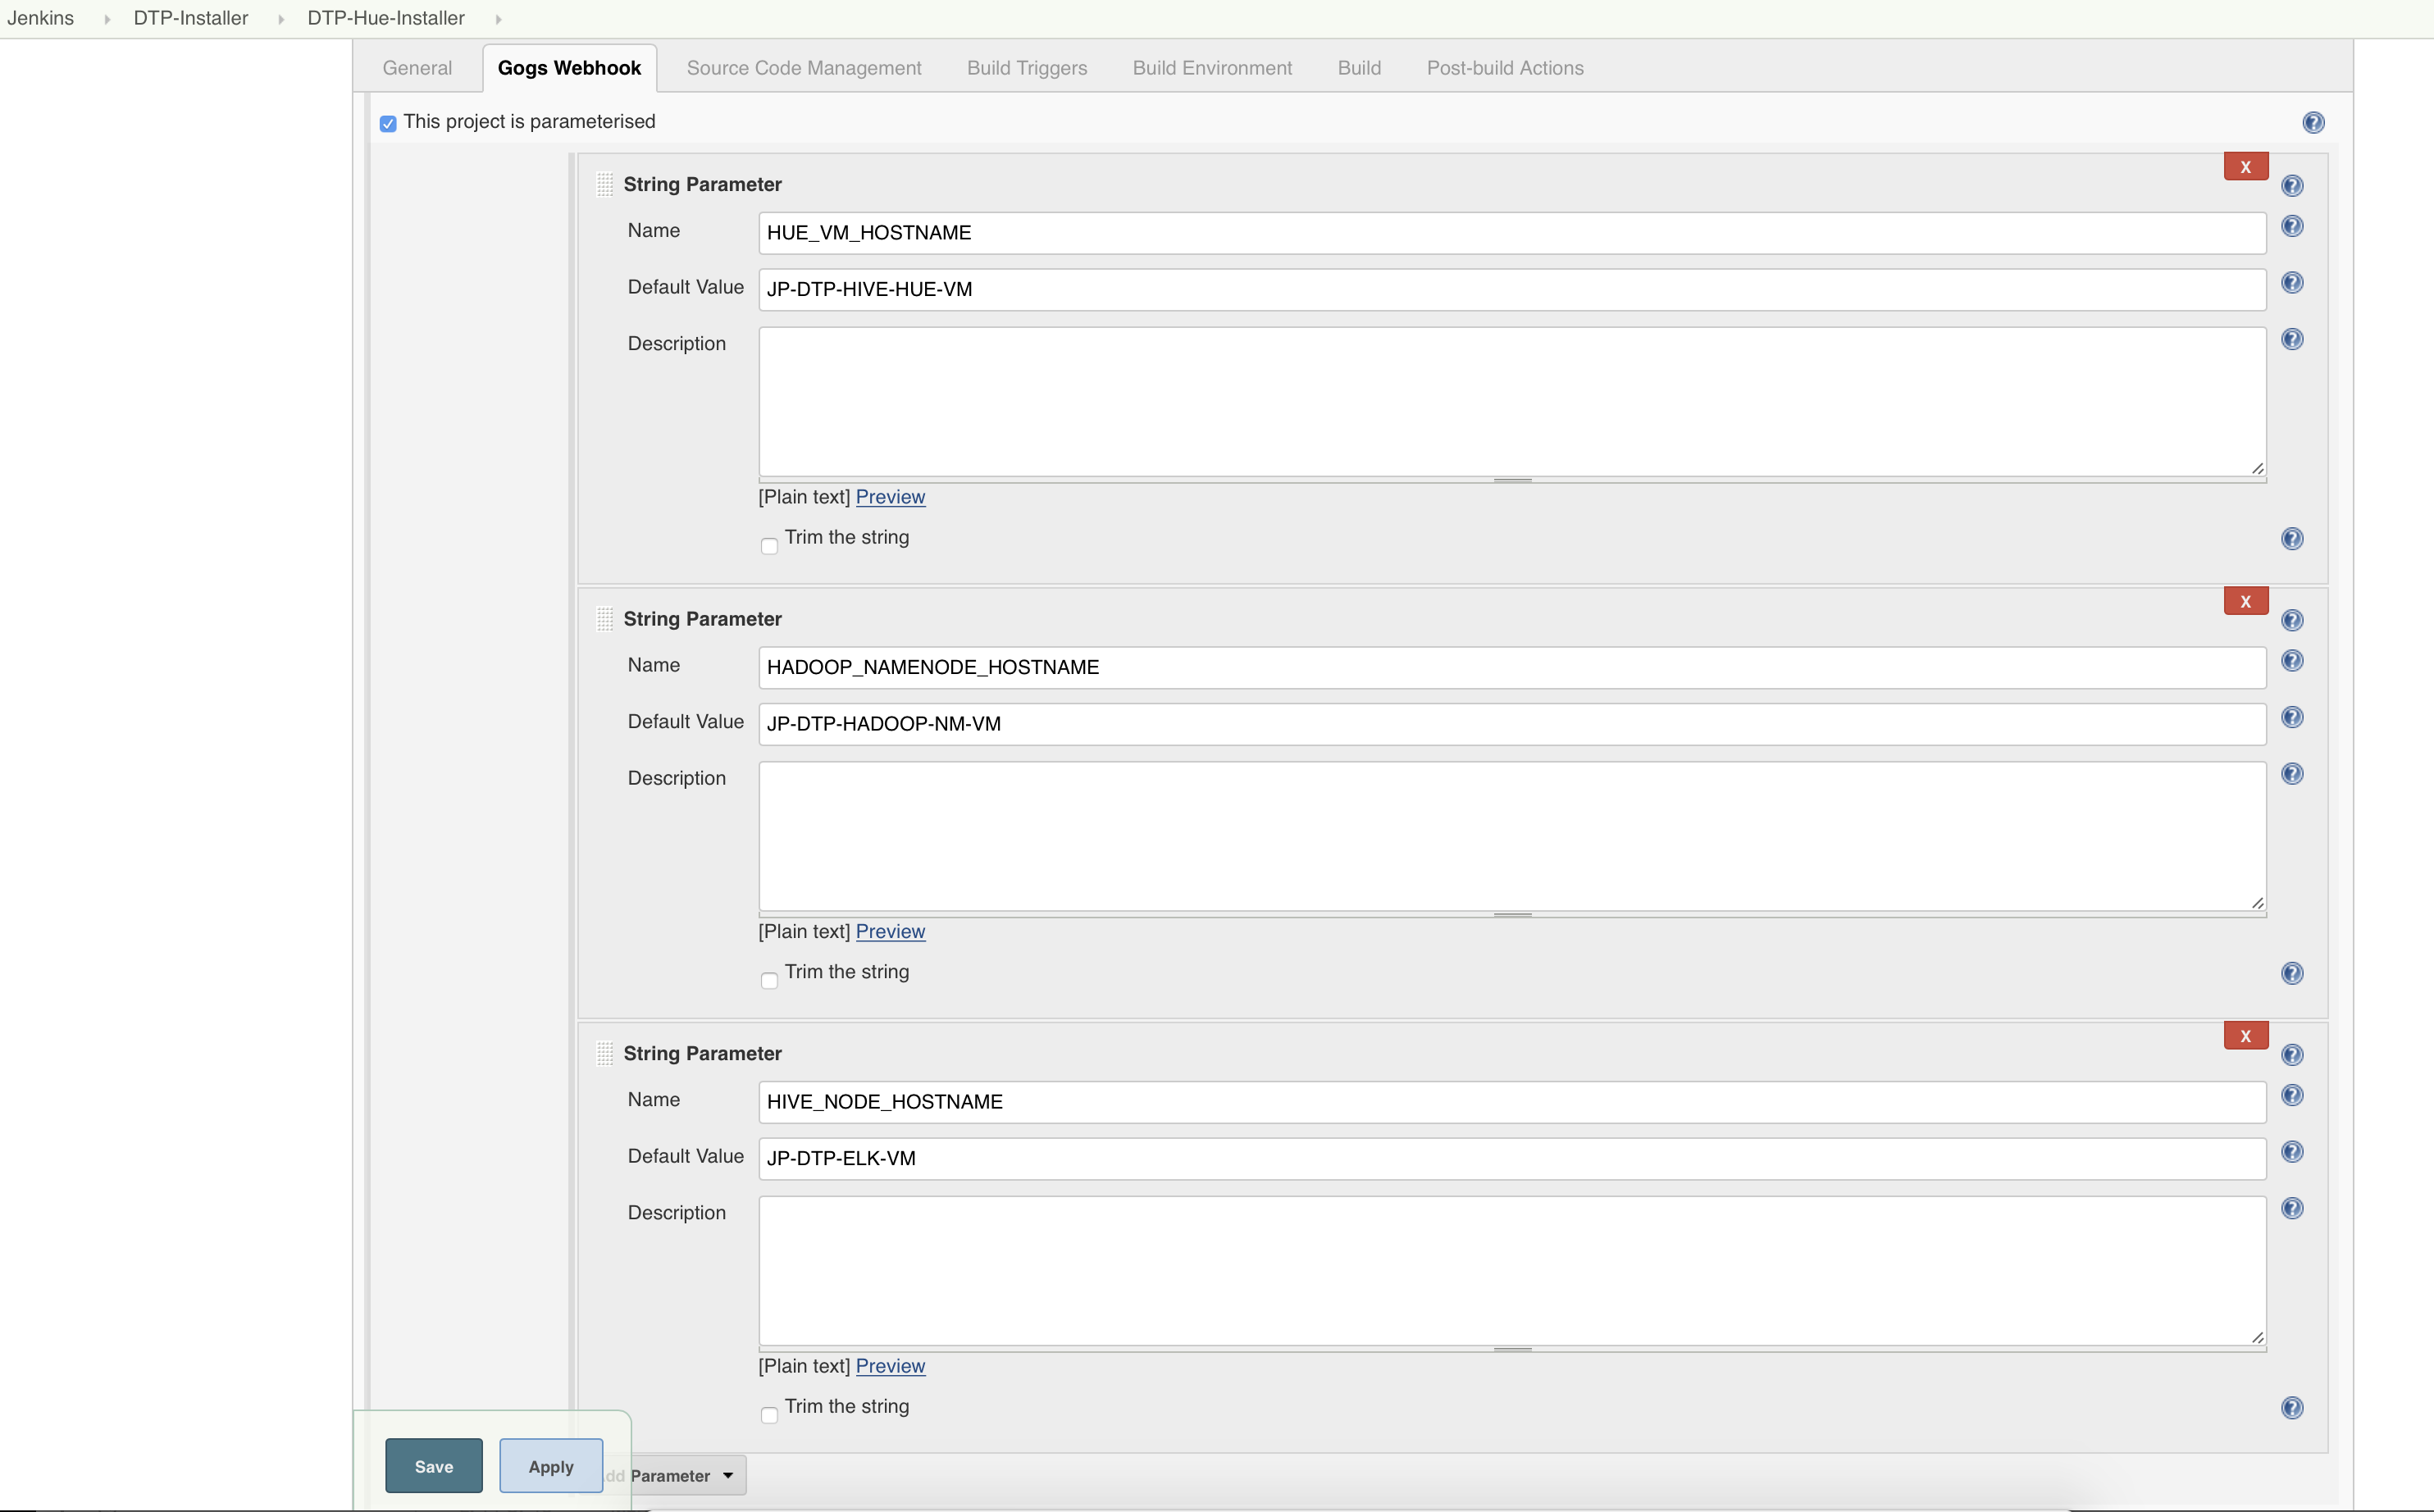 Jenkins DTP-Installer DTP-Hue-Installer
General Gogs Webhook Source Code Management Build Triggers Build Environment Build Post-build Actions
This project is parameterised
X
String Parameter
Name HUE_VM_HOSTNAME
Default Value JP-DTP-HIVE-HUE-VM
Description
[Plain text] Preview
Trim the string
X
String Parameter
Name HADOOP_NAMENODE_HOSTNAME
Default Value JP-DTP-HADOOP-NM-VM
Description
[Plain text] Preview
Trim the string
X
String Parameter
Name HIVE_NODE_HOSTNAME
Default Value JP-DTP-ELK-VM
Description
[Plain text] Preview
Trim the string
Save Apply dd Parameter